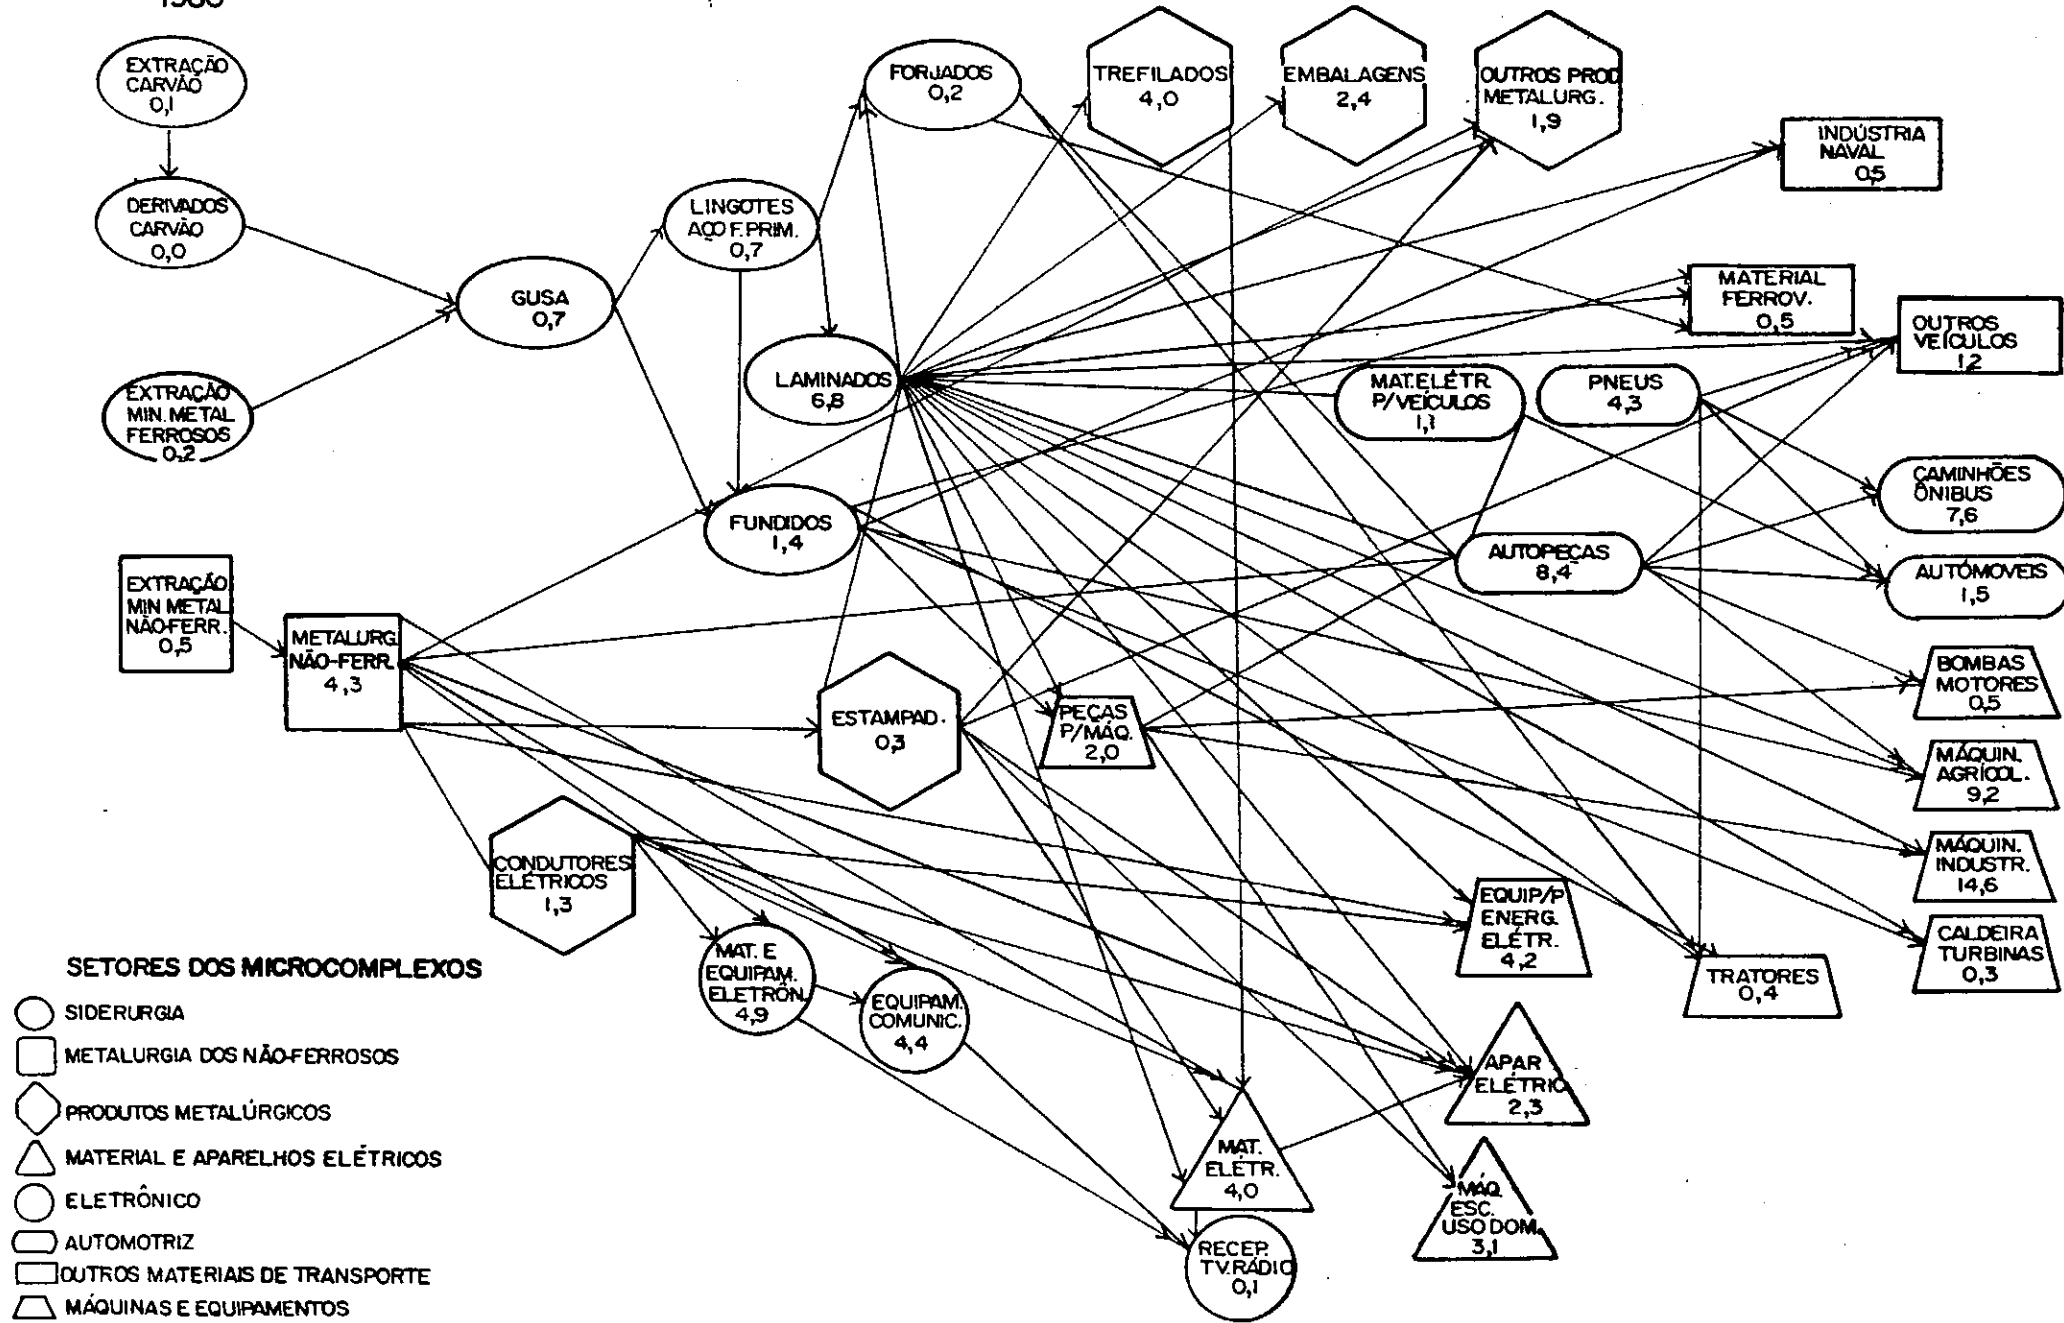 1980
EXTRAÇÃO
CARVÃO
0,1
DERIVADOS
CARVÃO
0,0
EXTRAÇÃO
MIN. METAL
FERROSOS
0,2
GUSA
0,7
LINGOTES
AÇO F. PRIM.
0,7
FORJADOS
0,2
TREFILADOS
4,0
EMBALAGENS
2,4
OUTROS PROD
METALURG.
1,9
INDÚSTRIA
NAVAL
0,5
MATERIAL
FERROV.
0,5
OUTROS
VEÍCULOS
1,2
LAMINADOS
6,8
MAT.ELÉTR.
P/VEÍCULOS
1,1
PNEUS
4,3
CAMINHÕES
ÔNIBUS
7,6
FUNDIDOS
1,4
AUTOPEÇAS
8,4
AUTÓMOVEIS
1,5
EXTRAÇÃO
MIN METAL
NÃO-FERR.
0,5
METALURG.
NÃO-FERR.
4,3
ESTAMPAD.
0,3
PEÇAS
P/MÁQ.
2,0
BOMBAS
MOTORES
0,5
MÁQUIN.
AGRÍCOL.
9,2
MÁQUIN.
INDUSTR.
14,6
CONDUTORES
ELÉTRICOS
1,3
EQUIP/P
ENERG.
ELÉTR.
4,2
CALDEIRA
TURBINAS
0,3
TRATORES
0,4
MAT. E
EQUIPAM.
ELETRÔN.
4,9
EQUIPAM.
COMUNIC.
4,4
APAR
ELÉTRIC
2,3
MAT.
ELÉTR.
4,0
MÁQ.
ESC.
USO DOM.
3,1
RECEP.
TV.RÁDIO
0,1
SETORES DOS MICROCOMPLEXOS
SIDERURGIA
METALURGIA DOS NÃO-FERROSOS
PRODUTOS METALÚRGICOS
MATERIAL E APARELHOS ELÉTRICOS
ELETRÔNICO
AUTOMOTRIZ
OUTROS MATERIAIS DE TRANSPORTE
MÁQUINAS E EQUIPAMENTOS